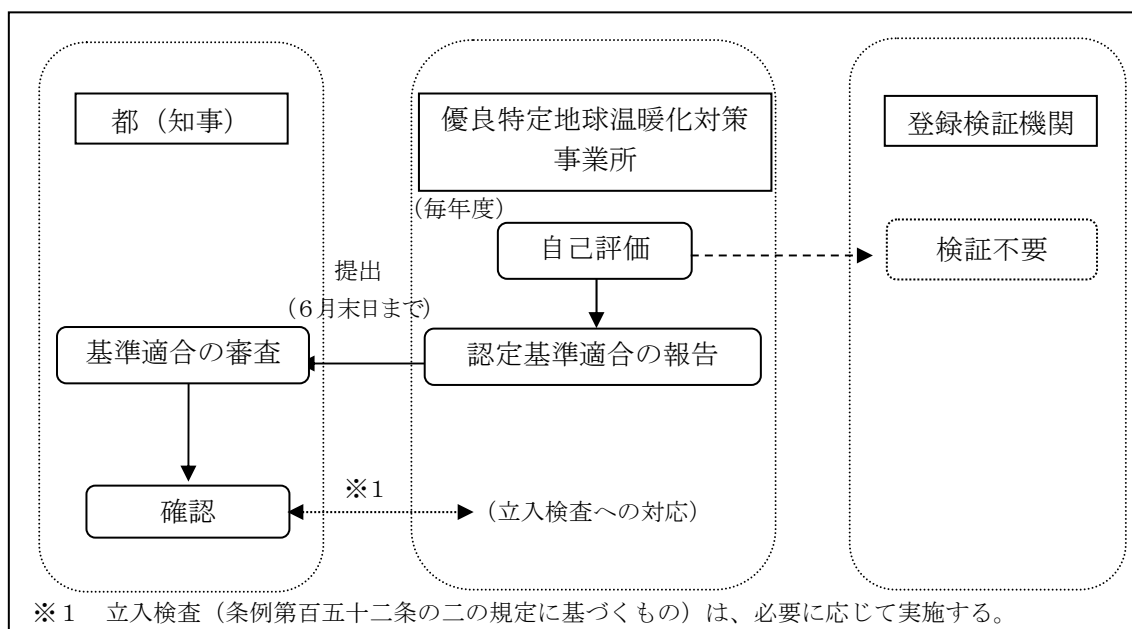 都（知事）
優良特定地球温暖化対策
事業所
登録検証機関
（毎年度）
自己評価
検証不要
提出
（６月末日まで）
基準適合の審査
認定基準適合の報告
※１
確認
（立入検査への対応）
※１　立入検査（条例第百五十二条の二の規定に基づくもの）は、必要に応じて実施する。